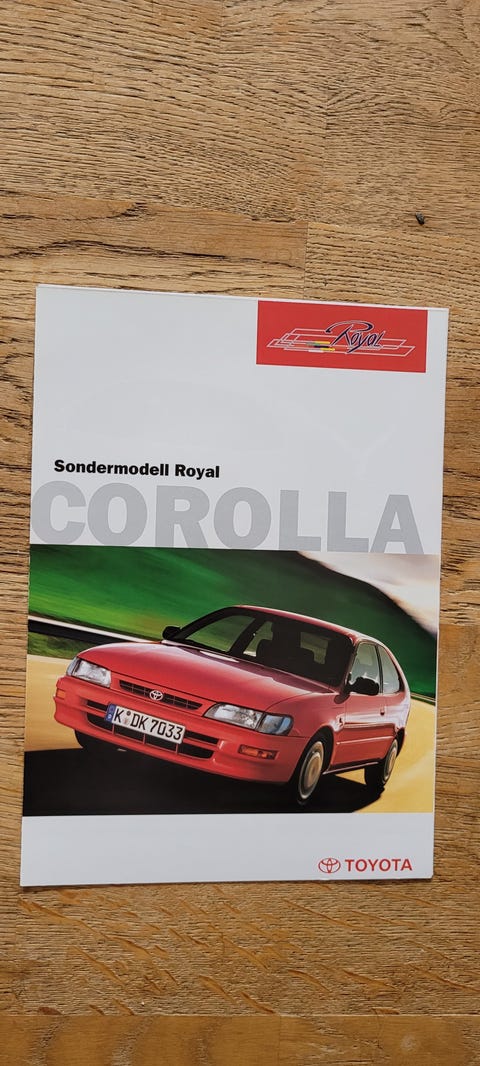 Royal
Sondermodell Royal
COROLLA
K DK 7033
TOYOTA